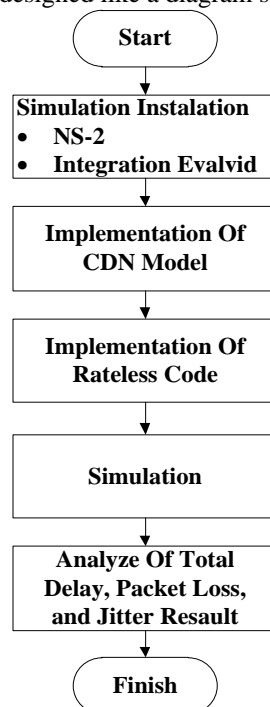 designed like a diagram s
Start
Simulation Instalation
• NS-2
• Integration Evalvid
Implementation Of
CDN Model
Implementation Of
Rateless Code
Simulation
Analyze Of Total
Delay, Packet Loss,
and Jitter Resault
Finish